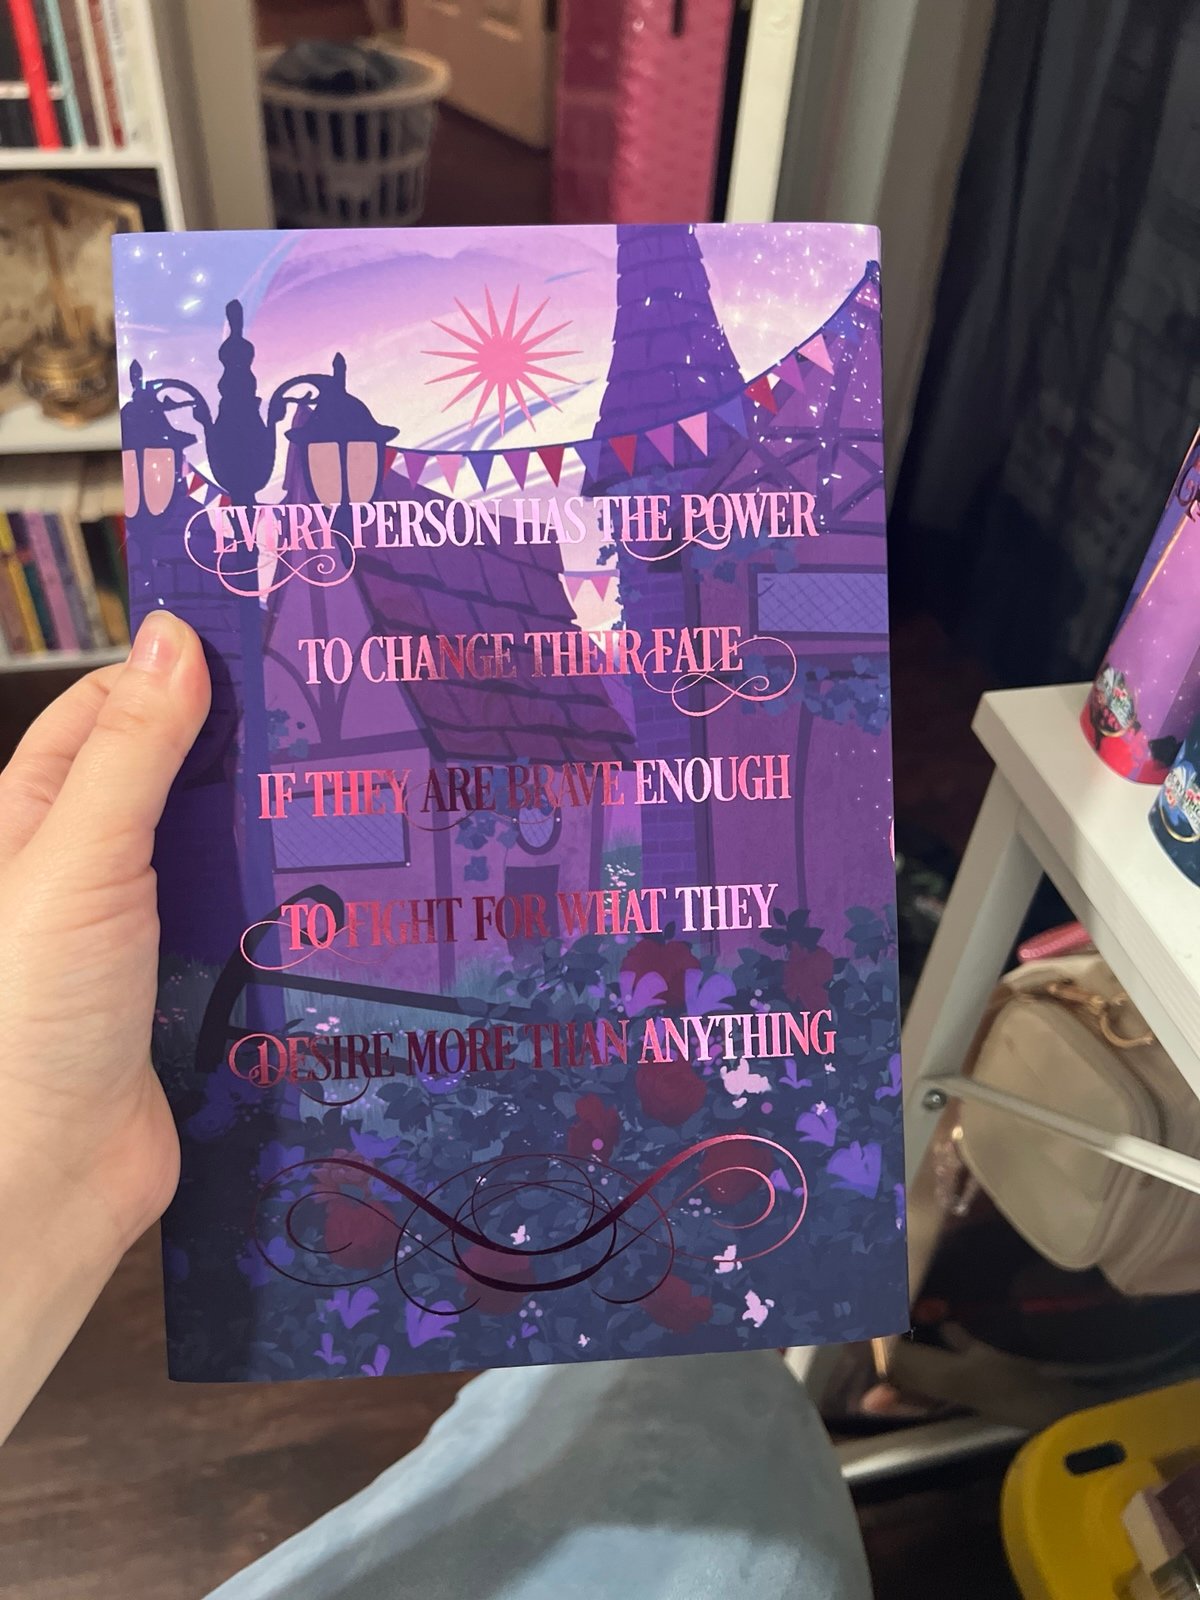 EVERY PERSON HAS THE POWER
TO CHANGE THEIR FATE
IF THEY ARE BRAVE ENOUGH
TO FIGHT FOR WHAT THEY
DESIRE MORE THAN ANYTHING